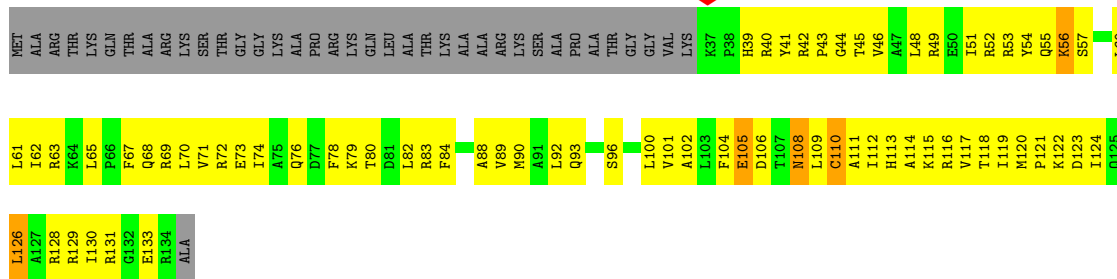 MET ALA ARG THR LYS GLN THR ALA ARG LYS SER THR GLY GLY LYS ALA PRO ARG LYS GLN LEU ALA THR LYS ALA ALA ARG LYS SER ALA PRO ALA THR GLY GLY VAL LYS K37 P38 H39 R40 Y41 R42 P43 G44 T45 V46 A47 L48 R49 E50 I51 R52 R53 Y54 Q55 K56 S57
L61 I62 R63 K64 L65 P66 F67 Q68 R69 L70 V71 R72 E73 I74 A75 Q76 D77 F78 K79 T80 D81 L82 R83 F84 A88 V89 M90 A91 L92 Q93 S96 L100 V101 A102 L103 F104 E105 D106 T107 N108 L109 C110 A111 I112 H113 A114 K115 R116 V117 T118 I119 M120 P121 K122 D123 I124
L126 A127 R128 R129 I130 R131 G132 E133 R134 ALA